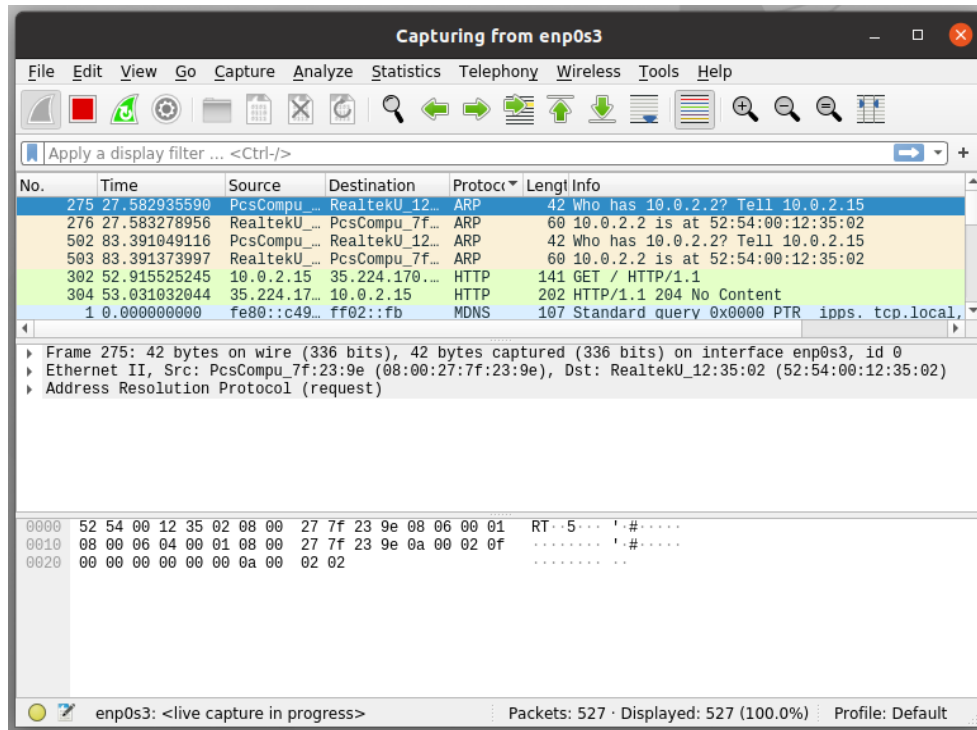 Capturing from enp0s3
File Edit View Go Capture Analyze Statistics Telephony Wireless Tools Help
Apply a display filter ... <Ctrl-/>
No. Time Source Destination Protocc Lengt Info
275 27.582935590 PcsCompu_… RealtekU_12… ARP 42 Who has 10.0.2.2? Tell 10.0.2.15
276 27.583278956 RealtekU_… PcsCompu_7f… ARP 60 10.0.2.2 is at 52:54:00:12:35:02
502 83.391049116 PcsCompu_… RealtekU_12… ARP 42 Who has 10.0.2.2? Tell 10.0.2.15
503 83.391373997 RealtekU_… PcsCompu_7f… ARP 60 10.0.2.2 is at 52:54:00:12:35:02
302 52.915525245 10.0.2.15 35.224.170.… HTTP 141 GET / HTTP/1.1
304 53.031032044 35.224.17… 10.0.2.15 HTTP 202 HTTP/1.1 204 No Content
1 0.000000000 fe80::c49… ff02::fb MDNS 107 Standard query 0x0000 PTR _ipps._tcp.local,
Frame 275: 42 bytes on wire (336 bits), 42 bytes captured (336 bits) on interface enp0s3, id 0
Ethernet II, Src: PcsCompu_7f:23:9e (08:00:27:7f:23:9e), Dst: RealtekU_12:35:02 (52:54:00:12:35:02)
Address Resolution Protocol (request)
0000 52 54 00 12 35 02 08 00 27 7f 23 9e 08 06 00 01 RT··5··· '·#·····
0010 08 00 06 04 00 01 08 00 27 7f 23 9e 0a 00 02 0f ········ '·#·····
0020 00 00 00 00 00 00 0a 00 02 02 ········ ··
enp0s3: <live capture in progress> Packets: 527 · Displayed: 527 (100.0%) Profile: Default